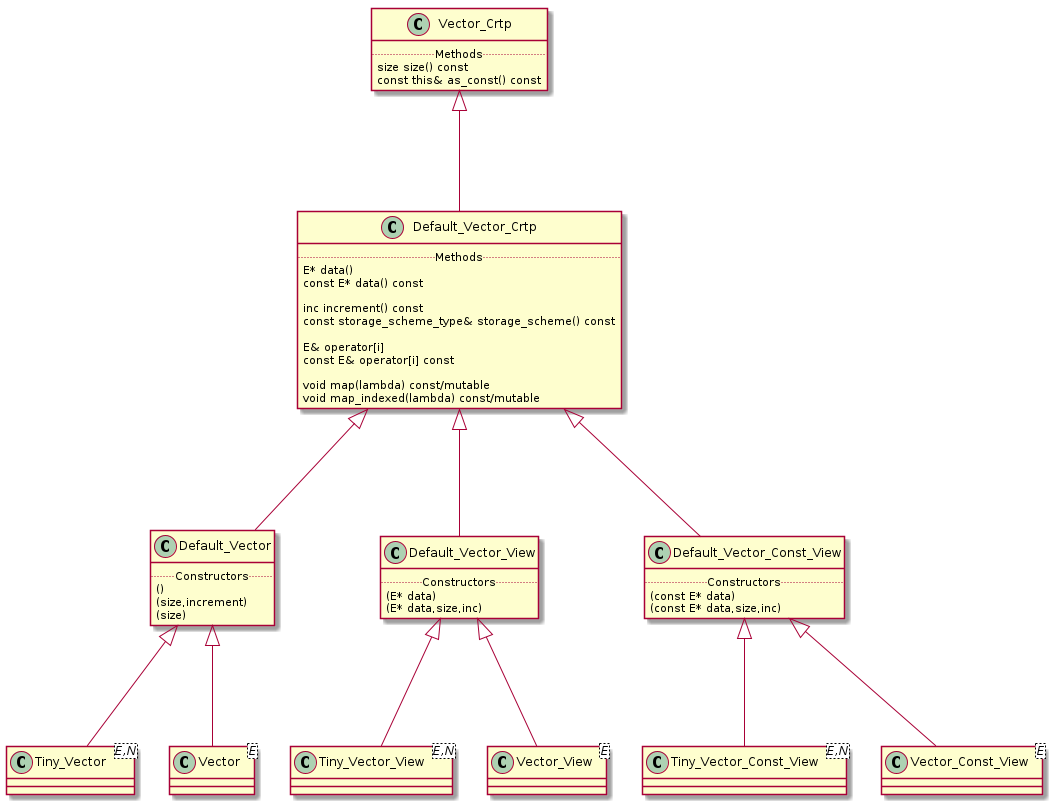 C Vector_Crtp
Methods
size size() const
const this& as_const() const
C Default_Vector_Crtp
Methods
E* data()
const E* data() const
inc increment() const
const storage_scheme_type& storage_scheme() const
E& operator[i]
const E& operator[i] const
void map(lambda) const/mutable
void map_indexed(lambda) const/mutable
C Default_Vector
Constructors
()
(size,increment)
(size)
C Default_Vector_View
Constructors
(E* data)
(E* data,size,inc)
C Default_Vector_Const_View
Constructors
(const E* data)
(const E* data,size,inc)
C Tiny_Vector E,N
C Vector E
C Tiny_Vector_View E,N
C Vector_View E
C Tiny_Vector_Const_View E,N
C Vector_Const_View E